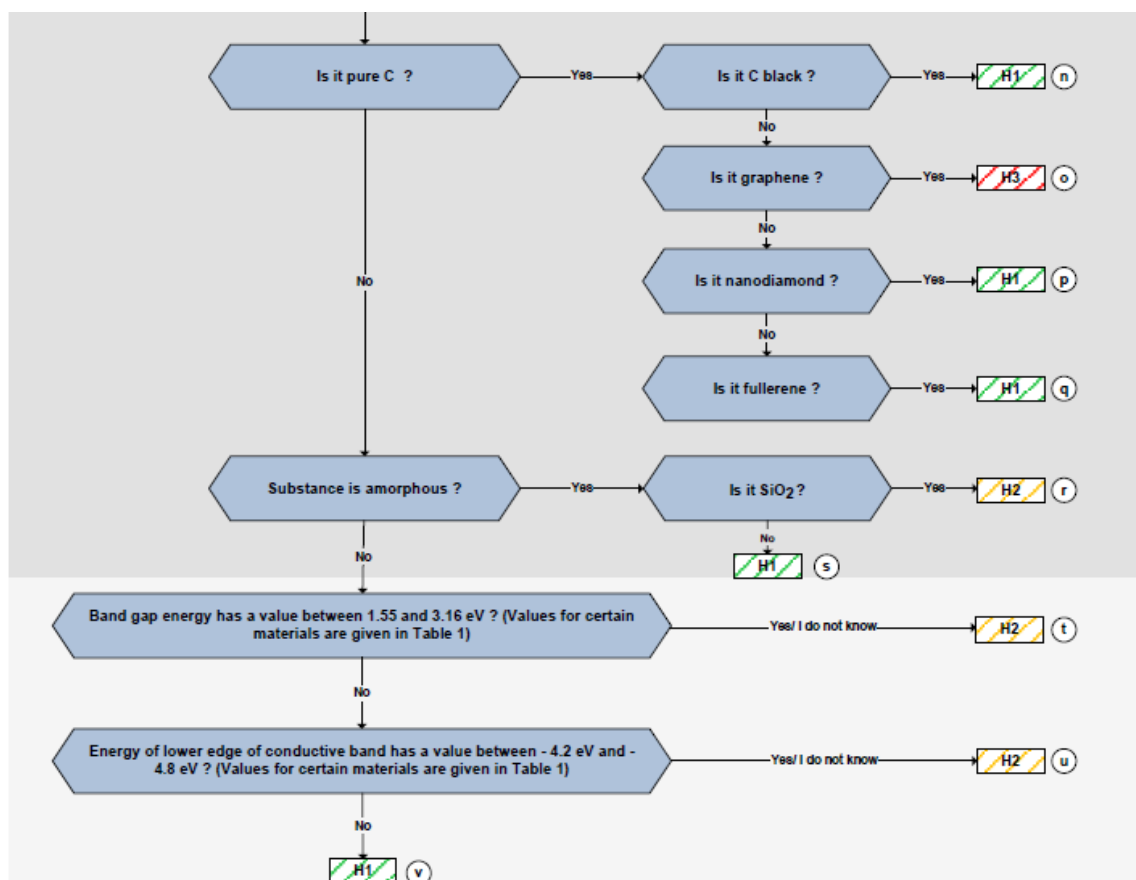 Is it pure C ?
Yes
Is it C black ?
Yes
H1
n
No
Is it graphene ?
Yes
H3
o
No
No
Is it nanodiamond ?
Yes
H1
p
No
Is it fullerene ?
Yes
H1
q
Substance is amorphous ?
Yes
Is it SiO2 ?
Yes
H2
r
No
No
H1
s
Band gap energy has a value between 1.55 and 3.16 eV ? (Values for certain
materials are given in Table 1)
Yes/ I do not know
H2
t
No
Energy of lower edge of conductive band has a value between - 4.2 eV and -
4.8 eV ? (Values for certain materials are given in Table 1)
Yes/ I do not know
H2
u
No
H1
v